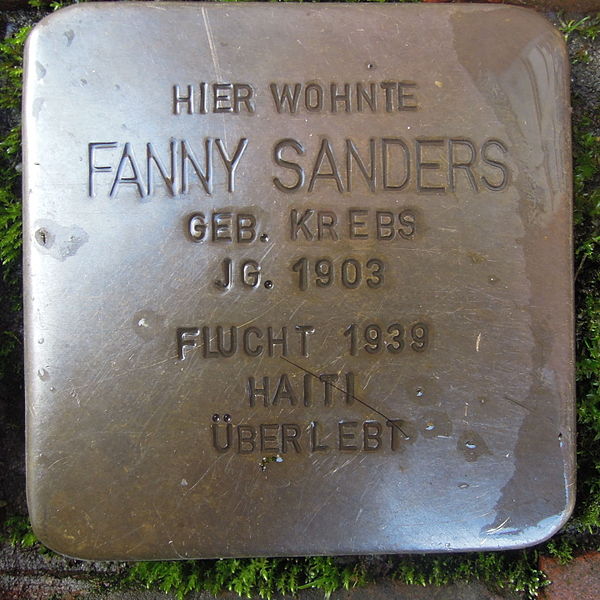 HIER WOHNTE
FANNY SANDERS
GEB. KREBS
JG. 1903
FLUCHT 1939
HAITI
ÜBERLEBT